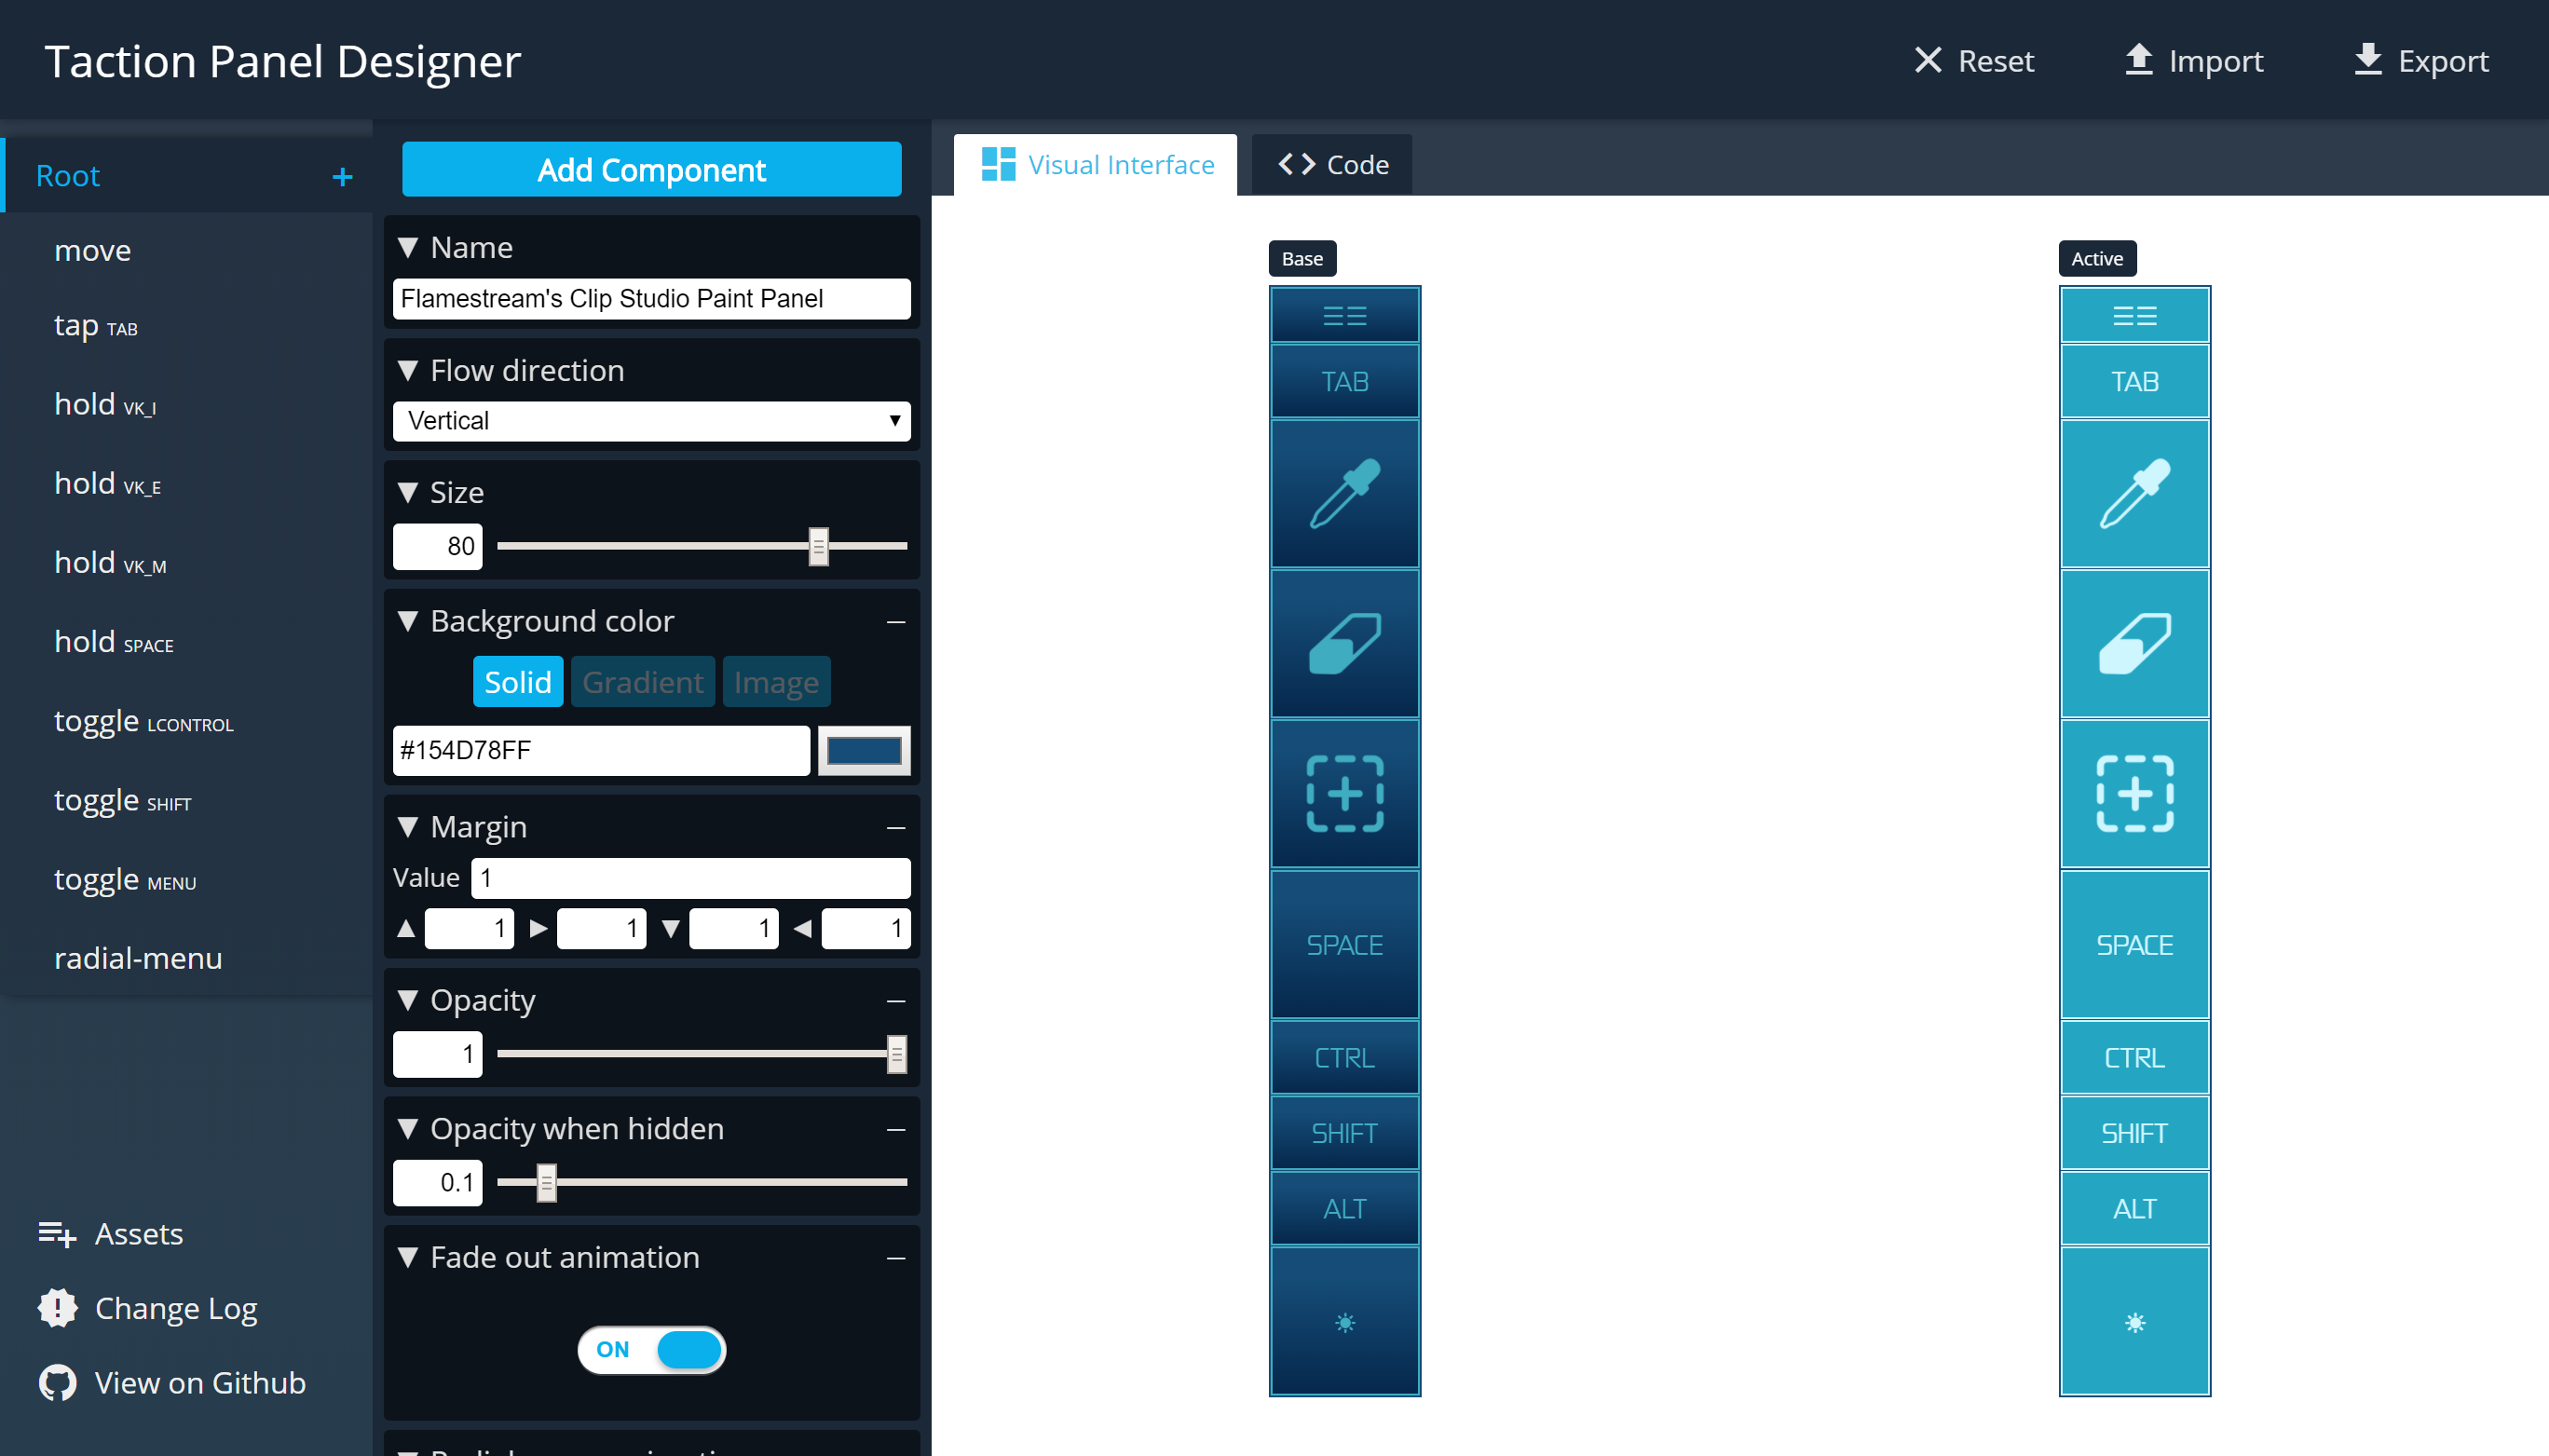 Taction Panel Designer
Reset
Import
Export
Root
+
move
tap TAB
hold VK_I
hold VK_E
hold VK_M
hold SPACE
toggle LCONTROL
toggle SHIFT
toggle MENU
radial-menu
Assets
Change Log
View on Github
Add Component
Name
Flamestream's Clip Studio Paint Panel
Flow direction
Vertical
Size
80
Background color
Solid Gradient Image
#154D78FF
Margin
Value 1
1 1 1 1
Opacity
1
Opacity when hidden
0.1
Fade out animation
ON
Visual Interface
Code
Base
TAB
SPACE
CTRL
SHIFT
ALT
Active
TAB
SPACE
CTRL
SHIFT
ALT